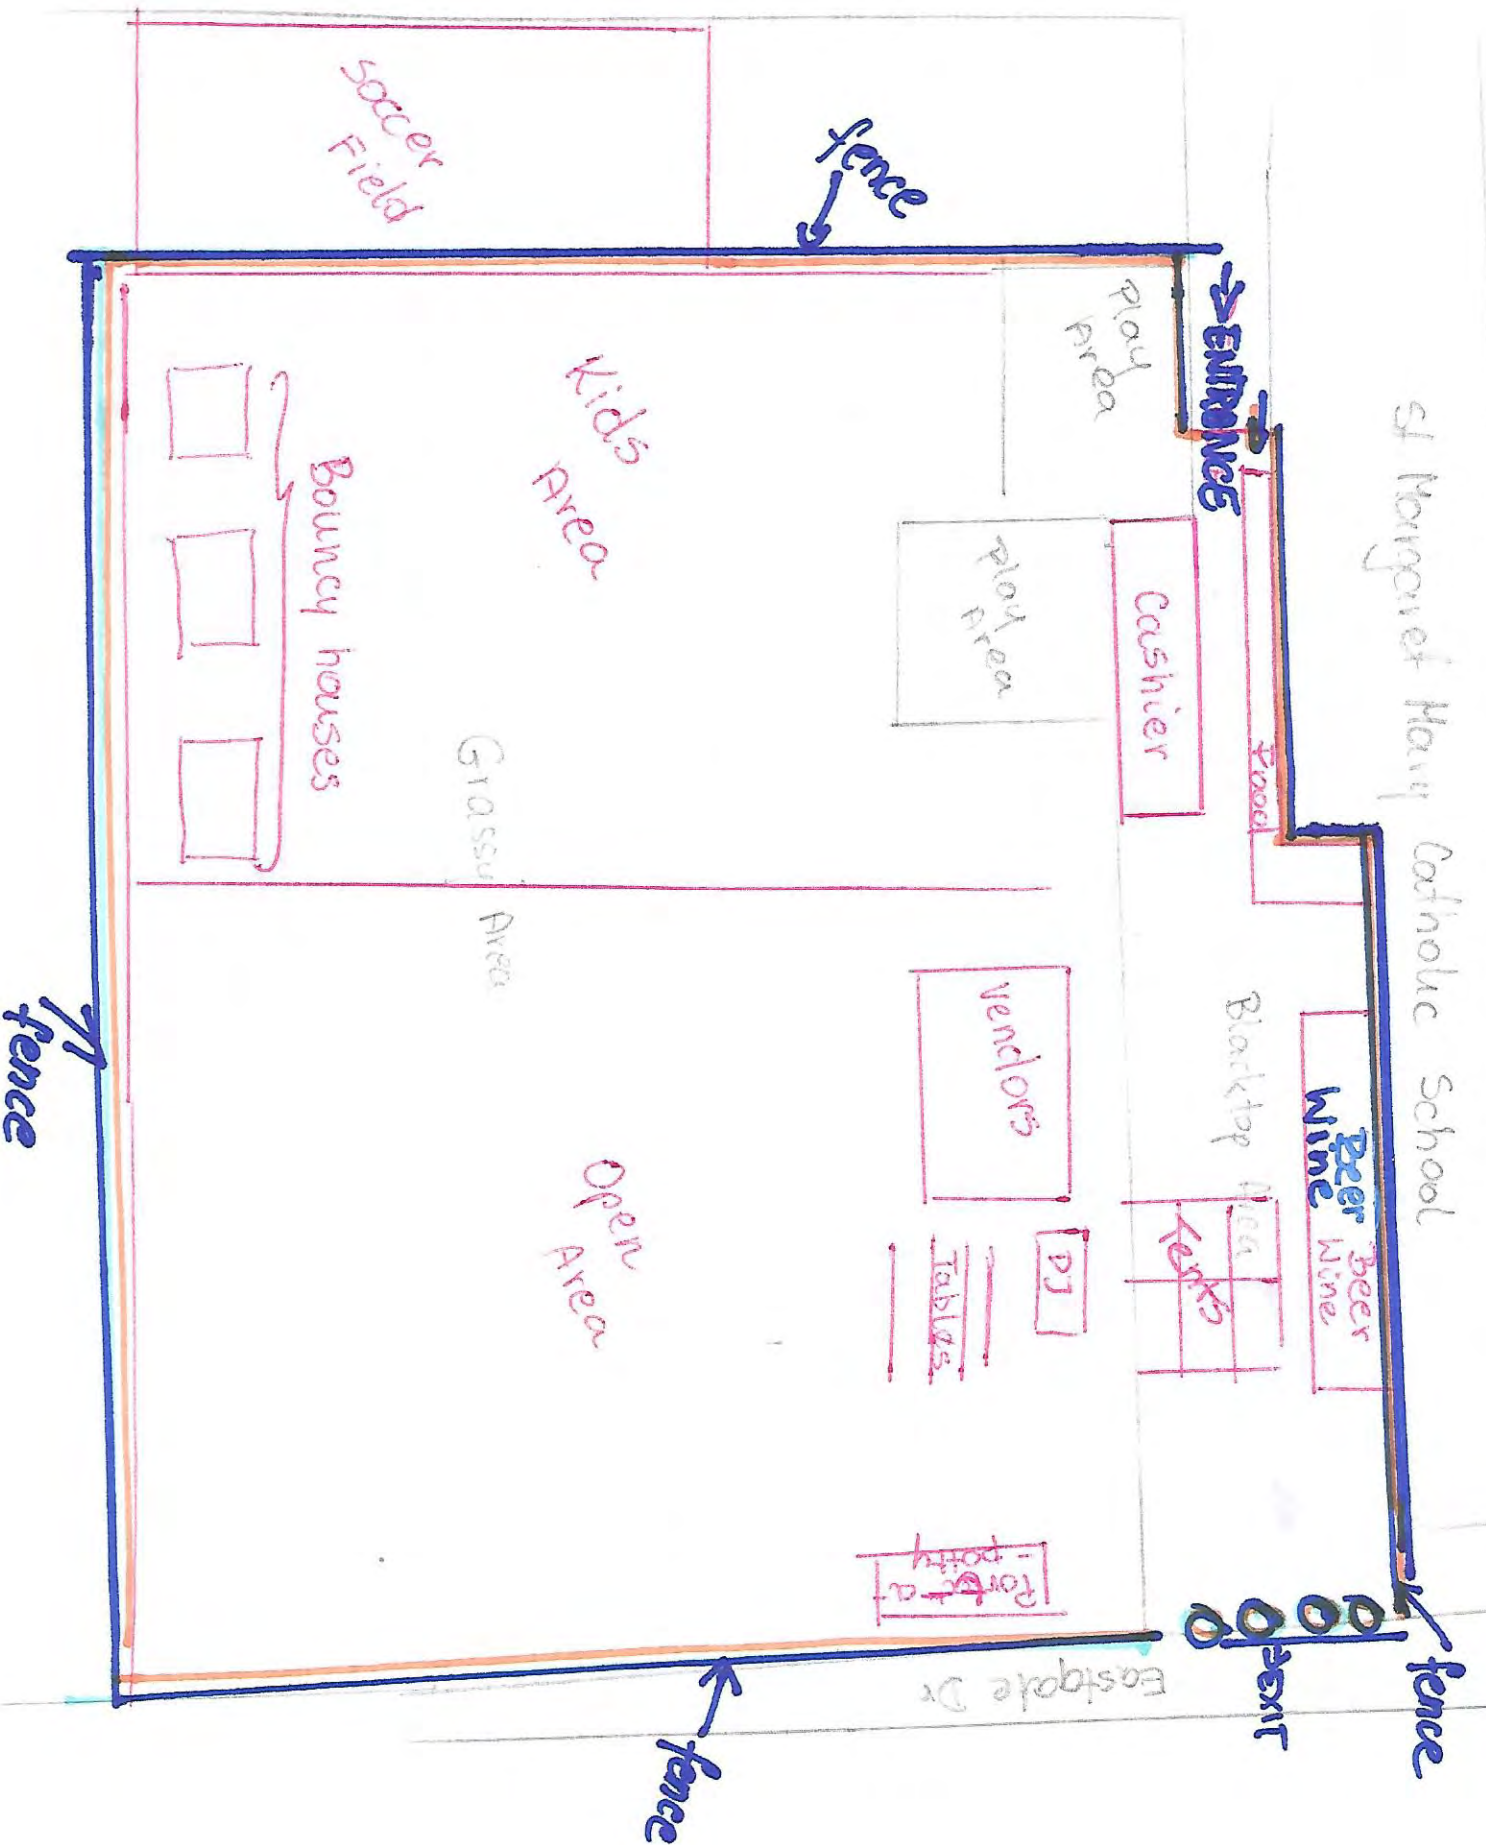 St Margaret Mary Catholic School
fence
fence
→ENTRANCE
Food
Beer
Wine
Beer
Wine
→EXIT
Blacktop Area
Tents
Cashier
Play
Area
Play
Area
Vendors
DJ
Tables
Port-a
-potty
Eastgate Dr
soccer
Field
Kids
Area
Grassy Area
Open
Area
Bouncy houses
fence
fence